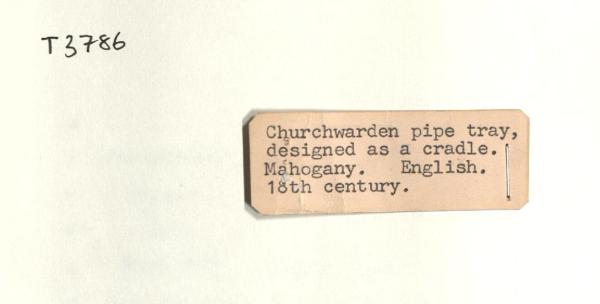 T3786
Churchwarden pipe tray,
designed as a cradle.
Mahogany. English.
18th century.